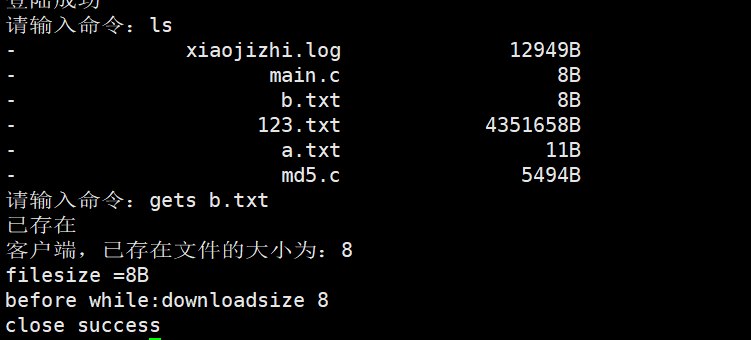 登陆成功
请输入命令：ls
- xiaojizhi.log 12949B
- main.c 8B
- b.txt 8B
- 123.txt 4351658B
- a.txt 11B
- md5.c 5494B
请输入命令：gets b.txt
已存在
客户端，已存在文件的大小为：8
filesize =8B
before while:downloadsize 8
close success